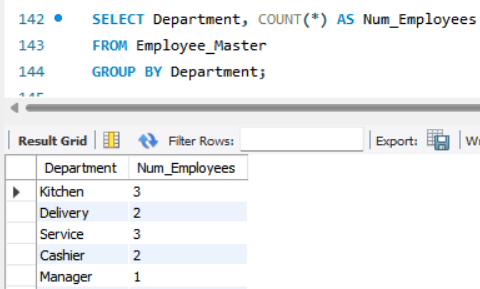 142 SELECT Department, COUNT(*) AS Num_Employees
143 FROM Employee_Master
144 GROUP BY Department;
Result Grid Filter Rows: Export:
Department Num_Employees
Kitchen 3
Delivery 2
Service 3
Cashier 2
Manager 1